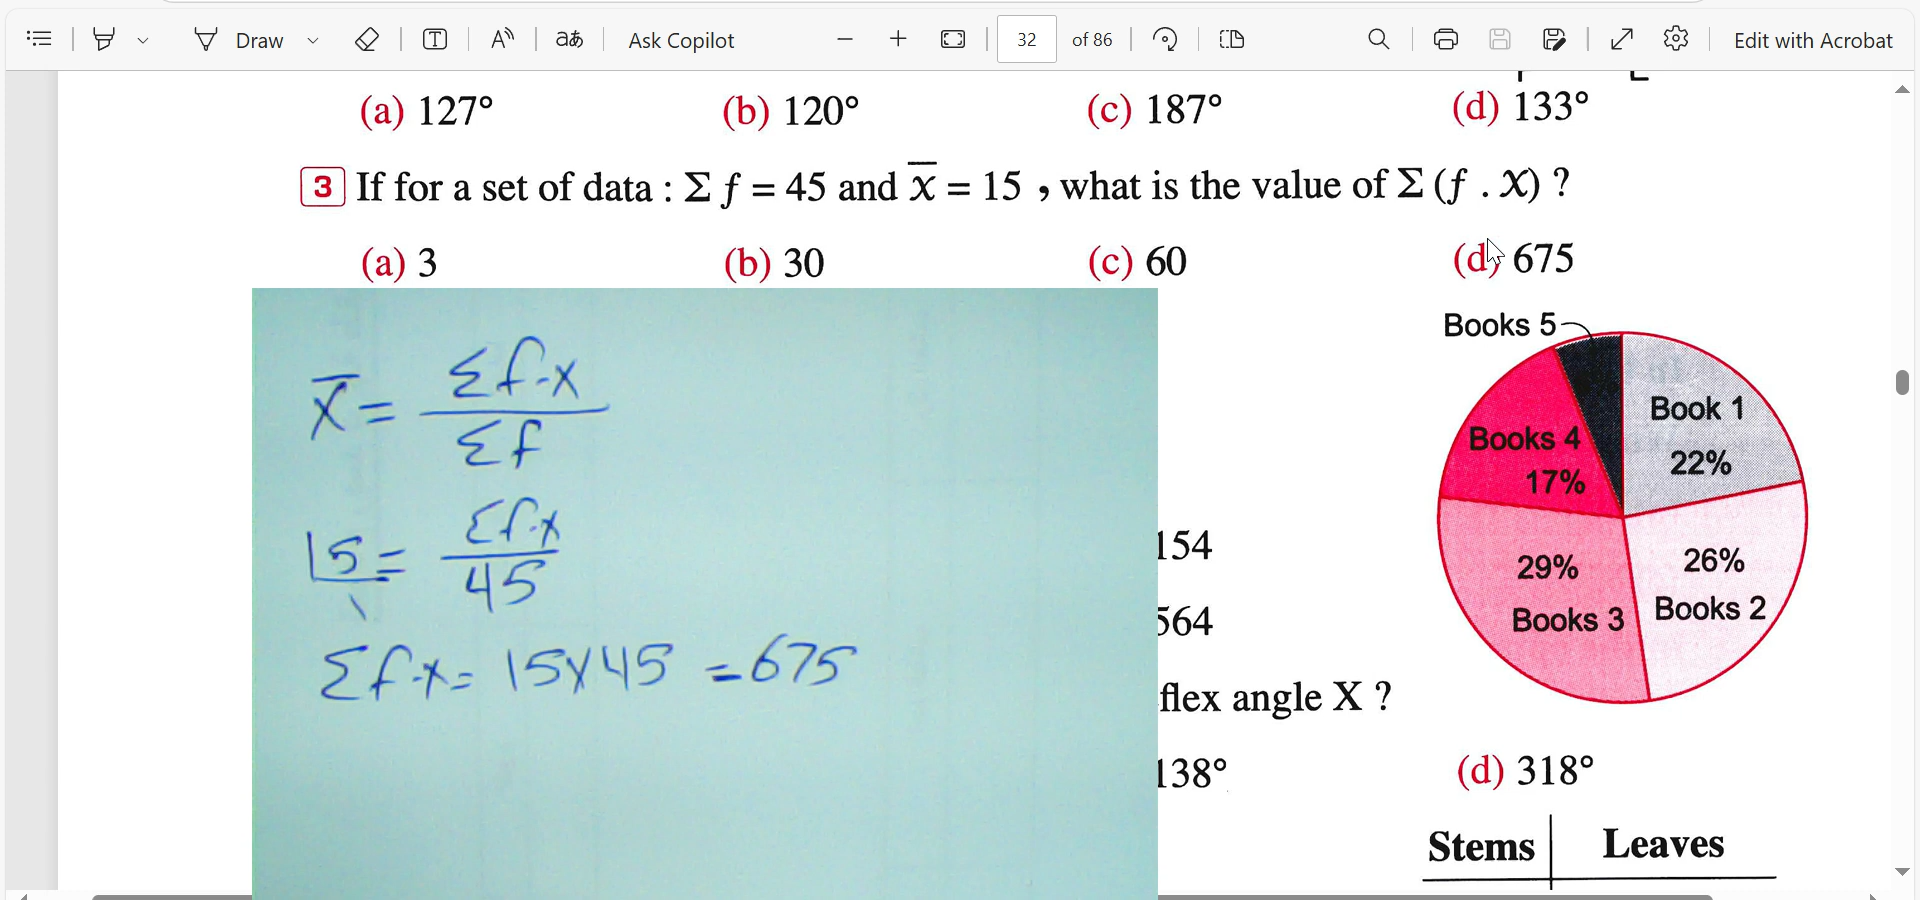 Draw
Ask Copilot
32 of 86
Edit with Acrobat
(a) 127° (b) 120° (c) 187° (d) 133°
3 If for a set of data : Σ f = 45 and x̄ = 15 , what is the value of Σ (f . x) ?
(a) 3 (b) 30 (c) 60 (d) 675
x̄ = Σf·x / Σf
15 = Σf·x / 45
Σf·x = 15×45 = 675
Books 5
Book 1
22%
Books 4
17%
29%
Books 3
26%
Books 2
154
564
flex angle X ?
138° (d) 318°
Stems Leaves